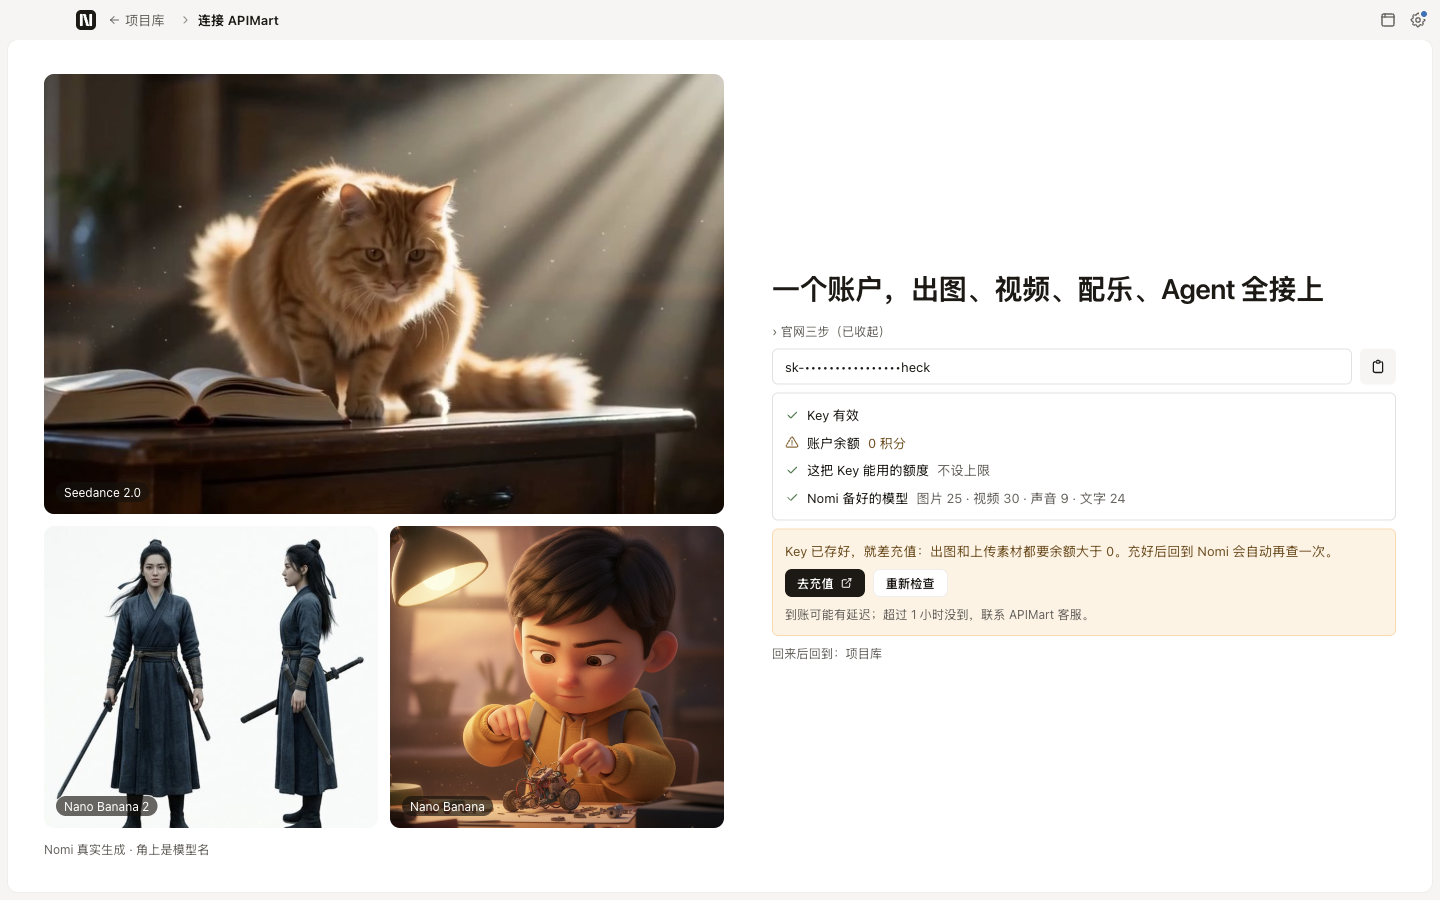 N ← 项目库 › 连接 APIMart
Seedance 2.0
Nano Banana 2
Nano Banana
Nomi 真实生成 · 角上是模型名
一个账户，出图、视频、配乐、Agent 全接上
› 官网三步（已收起）
sk-••••••••••••••••heck
Key 有效
账户余额 0 积分
这把 Key 能用的额度 不设上限
Nomi 备好的模型 图片 25 · 视频 30 · 声音 9 · 文字 24
Key 已存好，就差充值：出图和上传素材都要余额大于 0。充好后回到 Nomi 会自动再查一次。
去充值 重新检查
到账可能有延迟；超过 1 小时没到，联系 APIMart 客服。
回来后回到：项目库